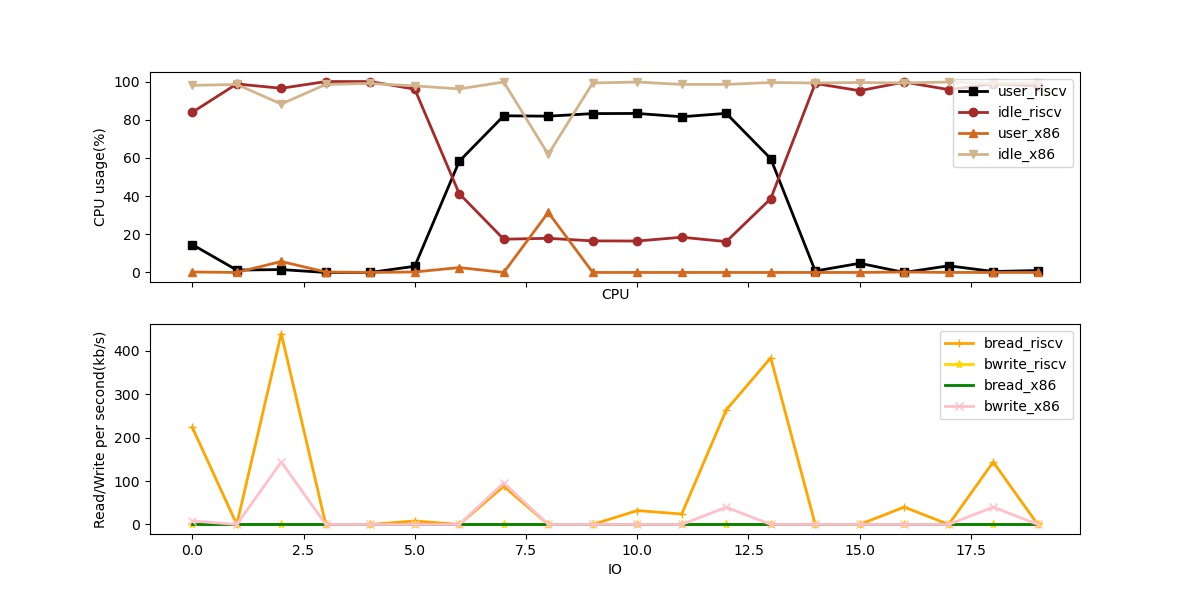 100
80
60
40
20
0
CPU usage(%)
user_riscv
idle_riscv
user_x86
idle_x86
CPU
400
300
200
100
0
Read/Write per second(kb/s)
bread_riscv
bwrite_riscv
bread_x86
bwrite_x86
0.0 2.5 5.0 7.5 10.0 12.5 15.0 17.5
IO